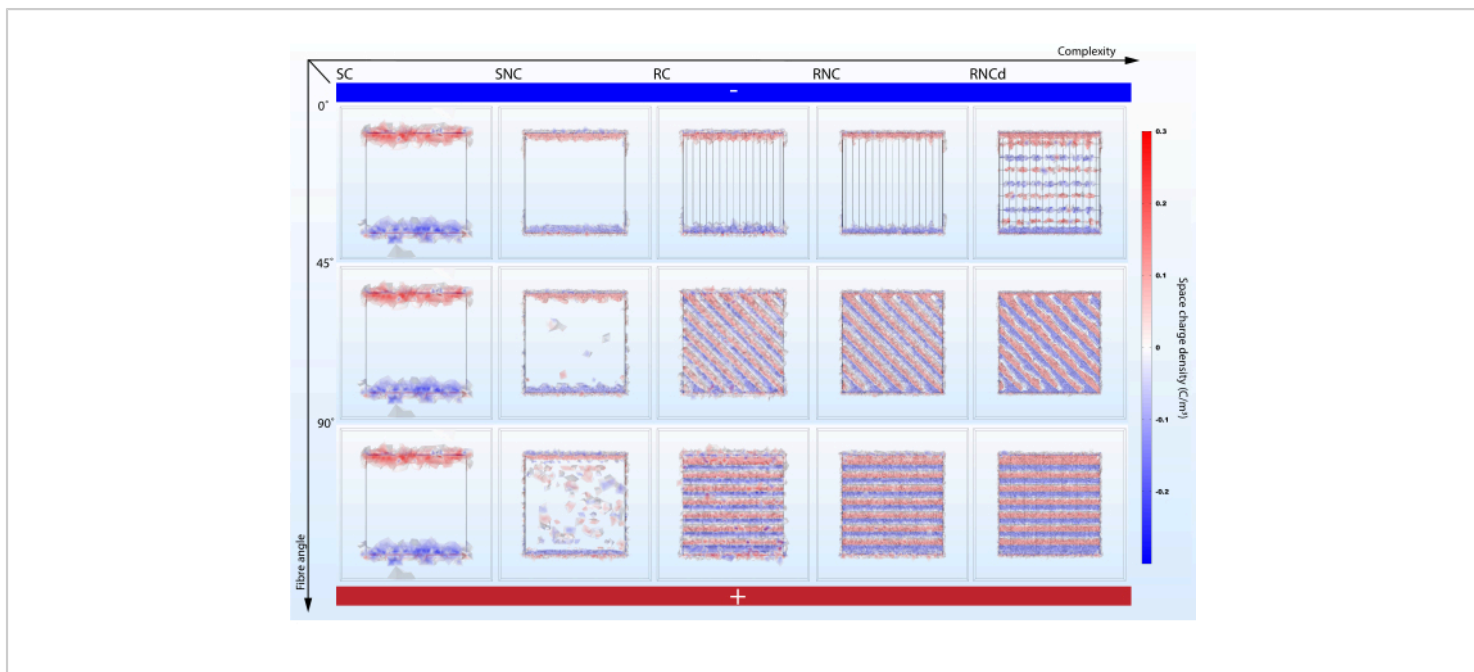 Complexity
SC
SNC
RC
RNC
RNCd
-
0°
45°
90°
0.3
0.2
0.1
0
-0.1
-0.2
Space charge density (C/m³)
Fibre angle
+